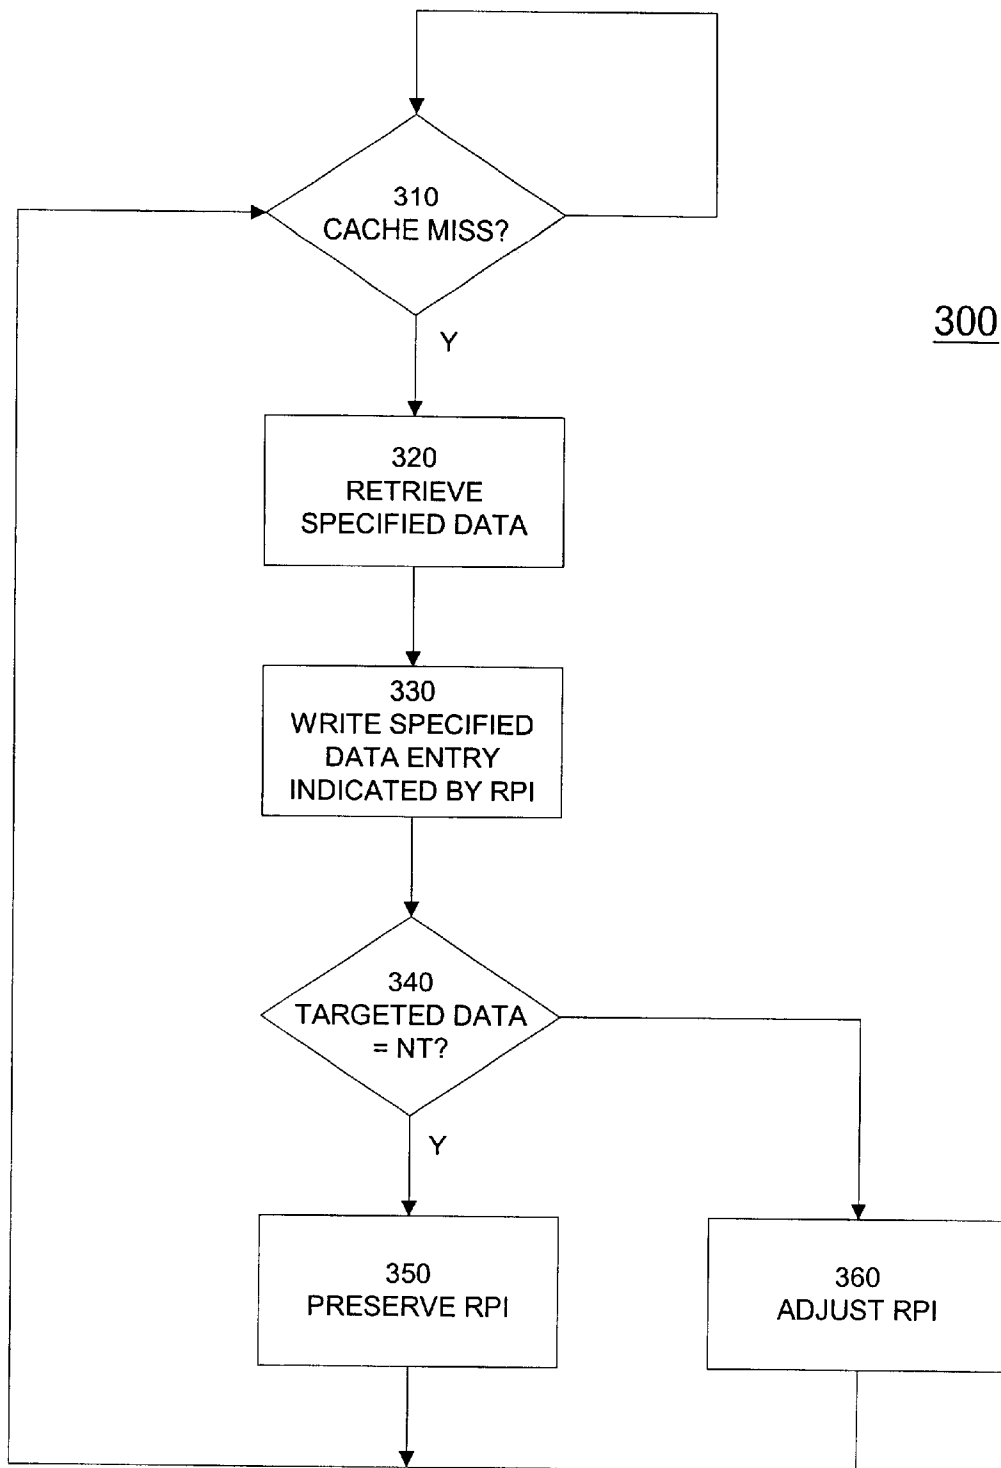 310
CACHE MISS?
300
Y
320
RETRIEVE
SPECIFIED DATA
330
WRITE SPECIFIED
DATA ENTRY
INDICATED BY RPI
340
TARGETED DATA
= NT?
Y
350
PRESERVE RPI
360
ADJUST RPI